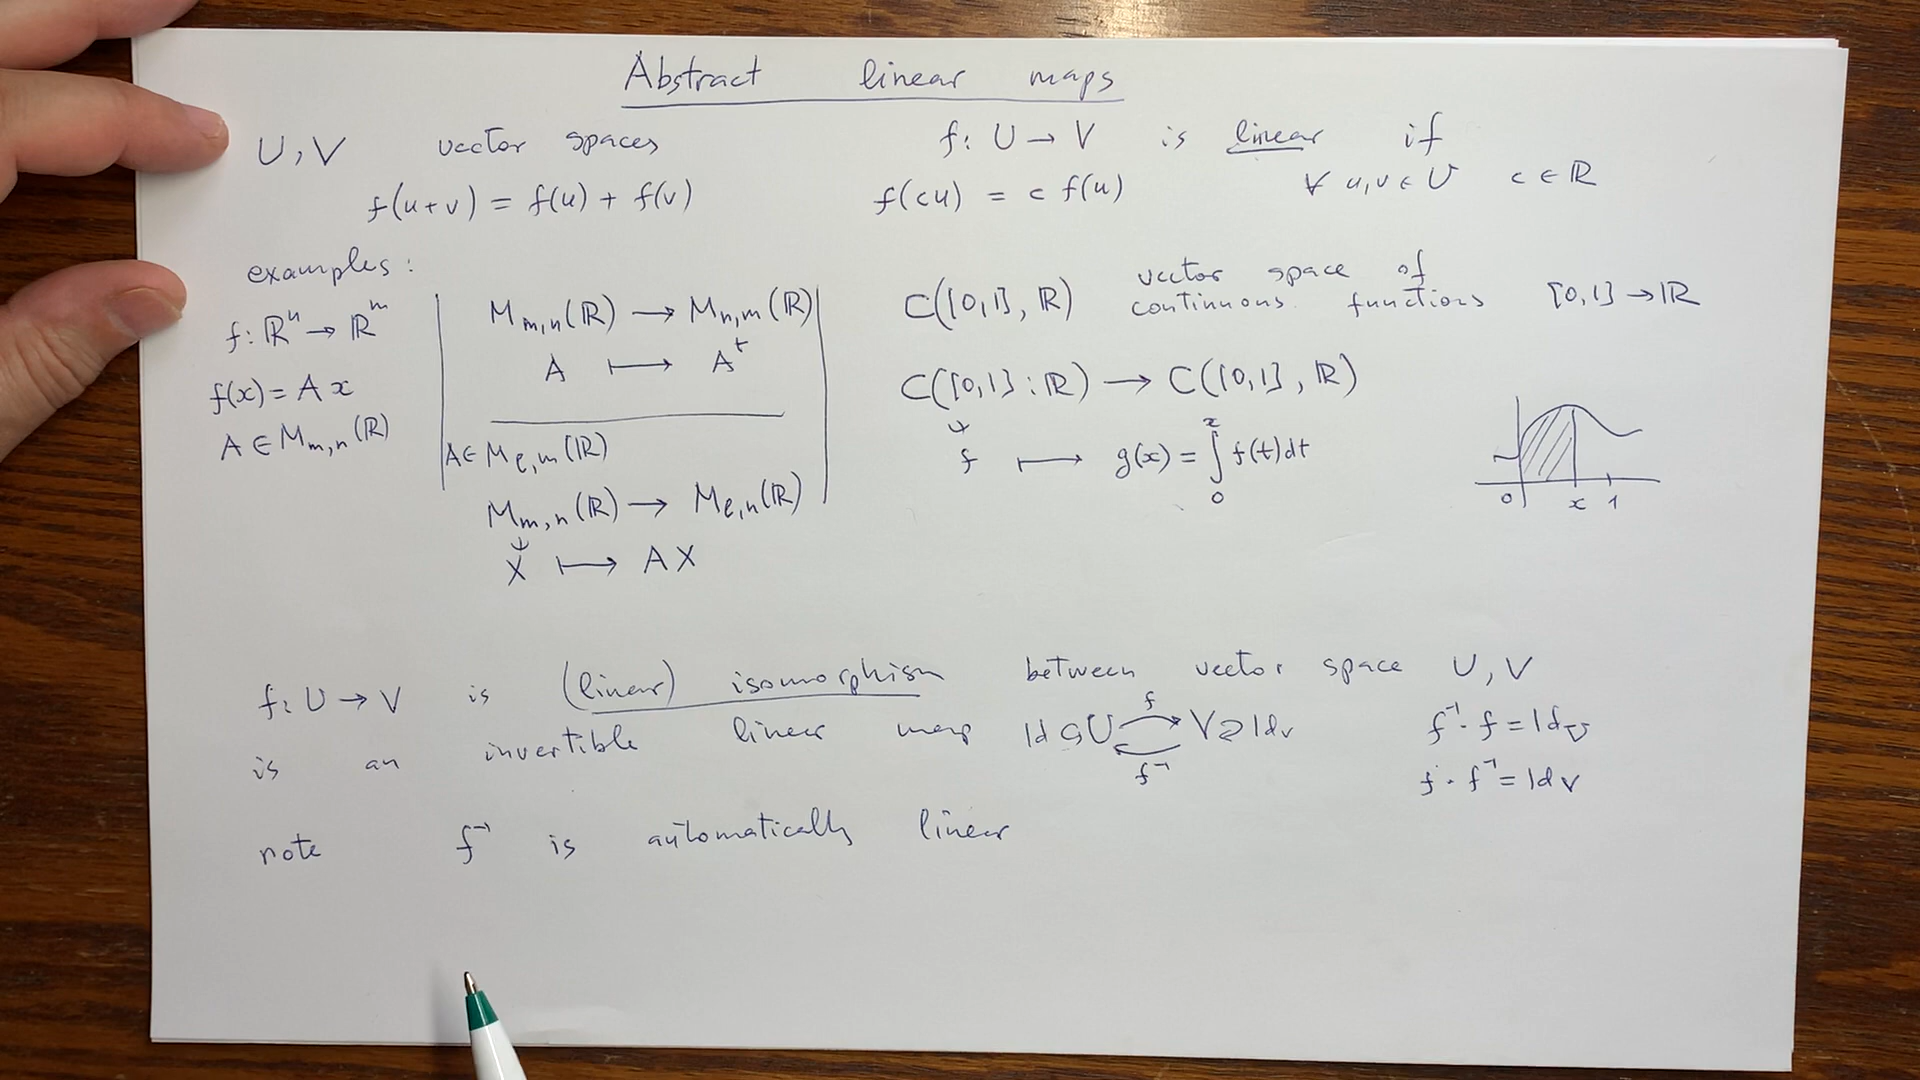 Abstract linear maps
U, V vector spaces f: U → V is linear if
f(u+v) = f(u) + f(v) f(cu) = c f(u) ∀ u,v ∈ U c ∈ ℝ
examples:
f: ℝⁿ → ℝᵐ
f(x) = A x
A ∈ M_{m,n}(ℝ)
M_{m,n}(ℝ) → M_{n,m}(ℝ)
A ↦ Aᵗ
A ∈ M_{ℓ,m}(ℝ)
M_{m,n}(ℝ) → M_{ℓ,n}(ℝ)
X ↦ AX
C([0,1], ℝ) vector space of
continuous functions [0,1] → ℝ
C([0,1]; ℝ) → C([0,1], ℝ)
f ↦ g(x) = ∫₀ˣ f(t)dt
0 x 1
f: U → V is (linear) isomorphism between vector space U, V
is an invertible linear map Id U V Id_V
f
f⁻¹
f⁻¹ · f = Id_U
f · f⁻¹ = Id_V
note f⁻¹ is automatically linear